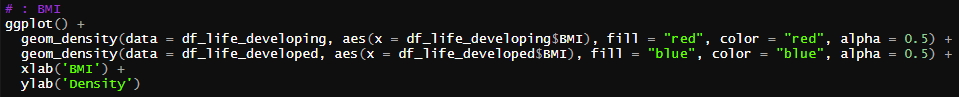 # : BMI
ggplot() +
  geom_density(data = df_life_developing, aes(x = df_life_developing$BMI), fill = "red", color = "red", alpha = 0.5) +
  geom_density(data = df_life_developed, aes(x = df_life_developed$BMI), fill = "blue", color = "blue", alpha = 0.5) +
  xlab('BMI') +
  ylab('Density')